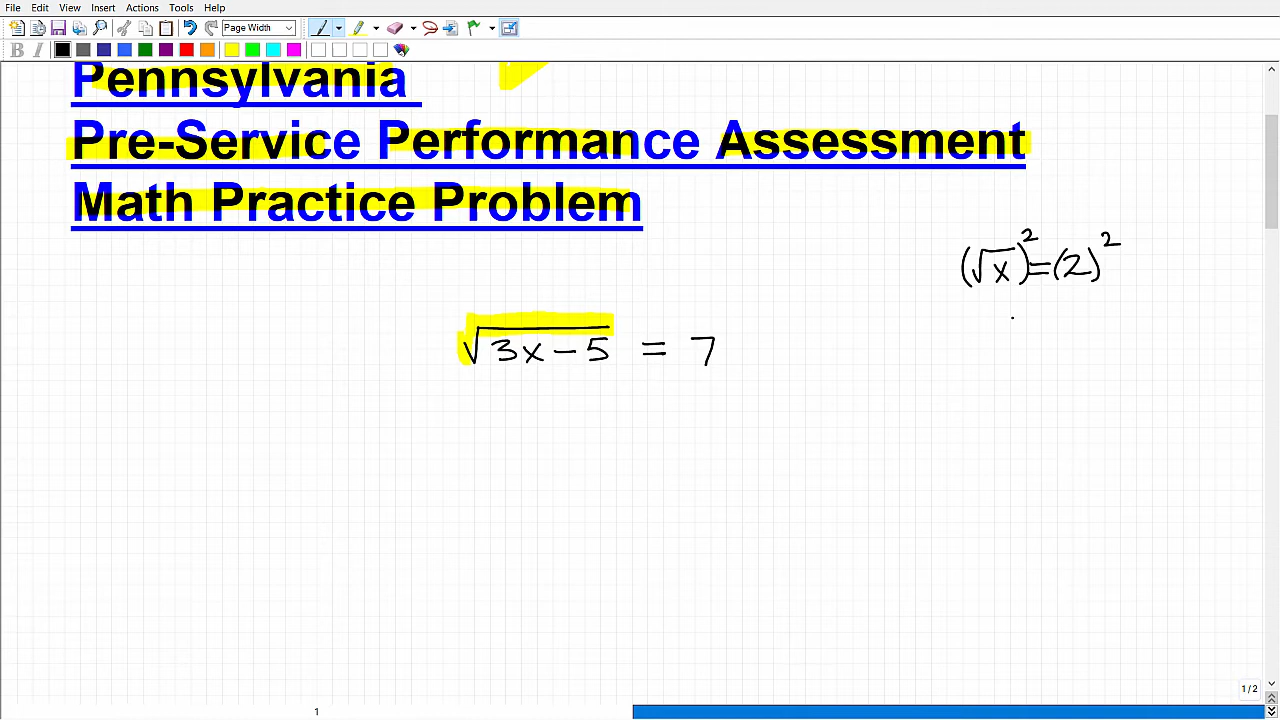 File Edit View Insert Actions Tools Help
Page Width
B I
Pennsylvania
Pre-Service Performance Assessment
Math Practice Problem
(√x)² = (2)²
√3x − 5 = 7
1/2
1